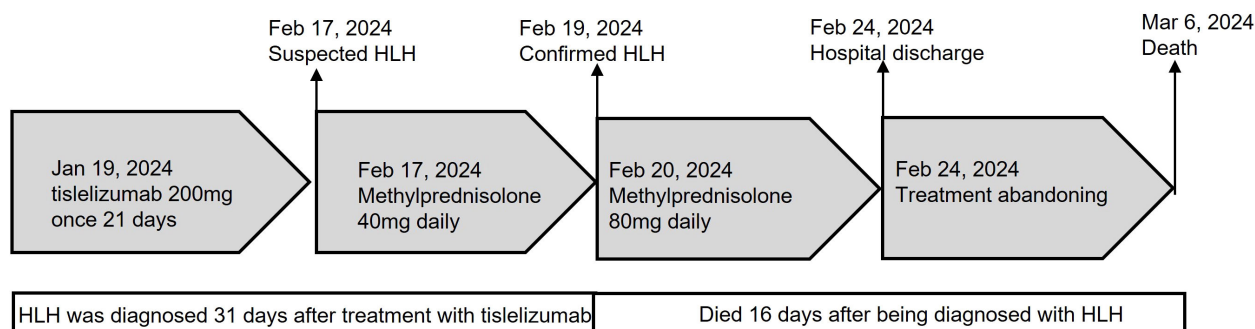 Feb 17, 2024
Suspected HLH
Feb 19, 2024
Confirmed HLH
Feb 24, 2024
Hospital discharge
Mar 6, 2024
Death
Jan 19, 2024
tislelizumab 200mg
once 21 days
Feb 17, 2024
Methylprednisolone
40mg daily
Feb 20, 2024
Methylprednisolone
80mg daily
Feb 24, 2024
Treatment abandoning
HLH was diagnosed 31 days after treatment with tislelizumab
Died 16 days after being diagnosed with HLH